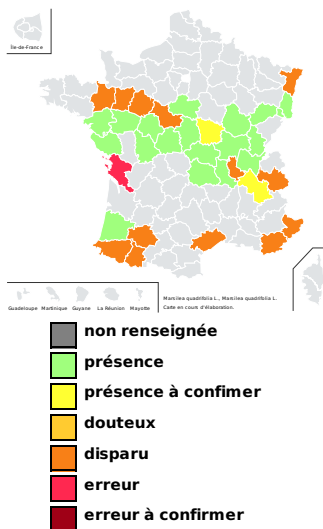 Île-de-France
Guadeloupe Martinique Guyane La Réunion Mayotte
Marsilea quadrifolia L., Marsilea quadrifolia L.
Carte en cours d'élaboration.
non renseignée
présence
présence à confimer
douteux
disparu
erreur
erreur à confirmer